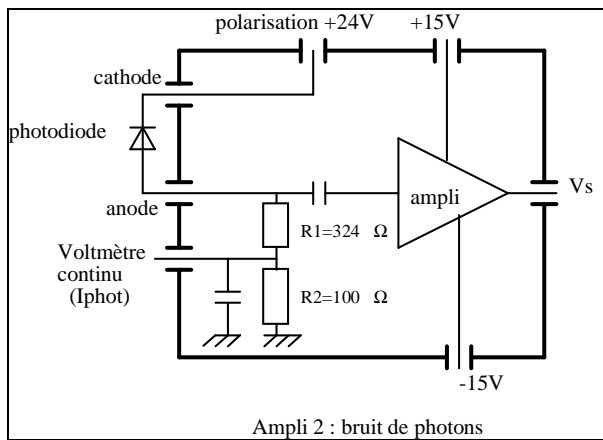 polarisation +24V
+15V
cathode
photodiode
ampli
Vs
anode
R1=324 Ω
Voltmètre
continu
(Iphot)
R2=100 Ω
-15V
Ampli 2 : bruit de photons